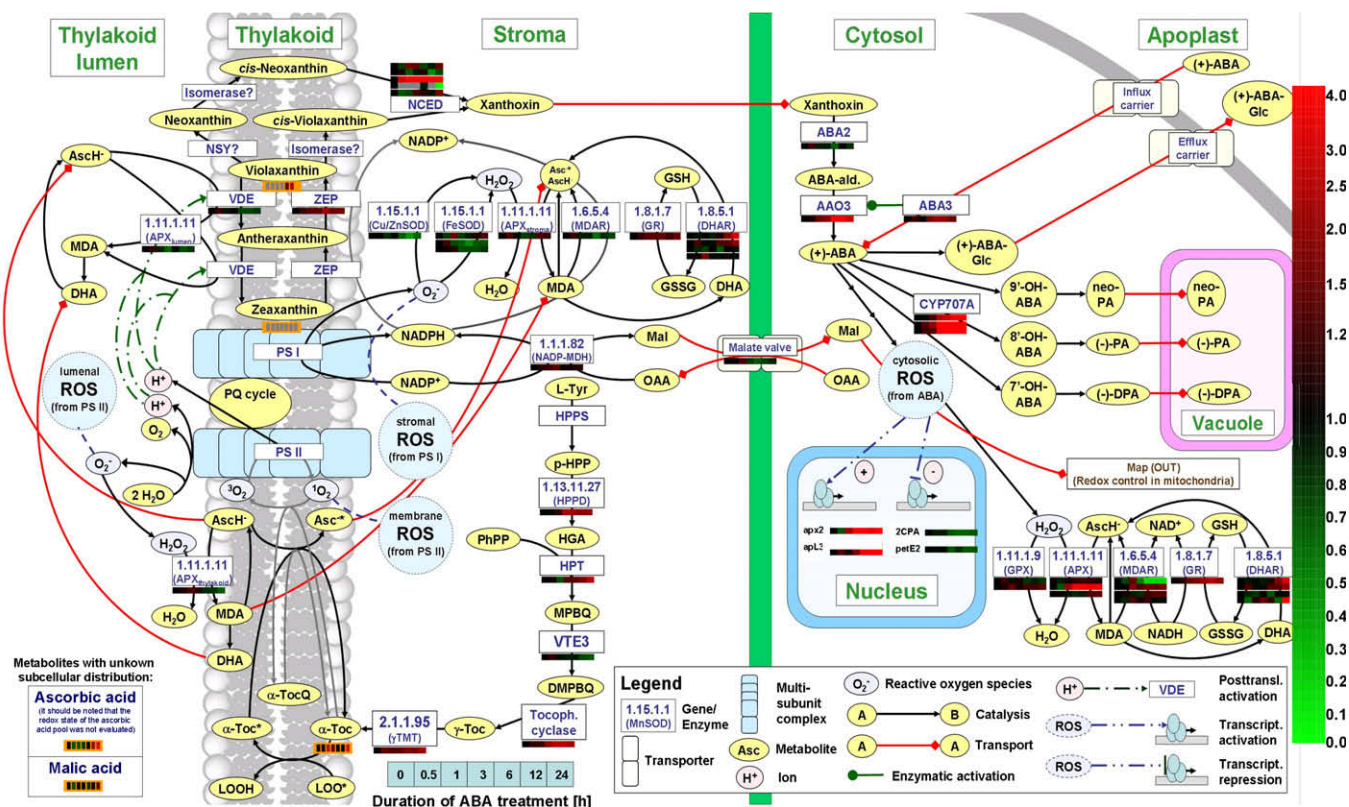 Thylakoid
lumen
Thylakoid
Stroma
Cytosol
Apoplast
cis-Neoxanthin
Isomerase?
Neoxanthin
NSY?
cis-Violaxanthin
Isomerase?
Violaxanthin
VDE
ZEP
Antheraxanthin
VDE
ZEP
Zeaxanthin
PS I
PQ cycle
PS II
NCED
Xanthoxin
AscH-
1.11.1.11
(APXlumen)
MDA
DHA
lumenal
ROS
(from PS II)
H+
H+
O2
O2-
2 H2O
H2O2
1.11.1.11
(APXthylakoid)
H2O
MDA
DHA
AscH-
Asc-*
3O2
1O2
α-TocQ
α-Toc*
α-Toc
LOOH
LOO*
NADP+
1.15.1.1
(Cu/ZnSOD)
1.15.1.1
(FeSOD)
H2O2
1.11.1.11
(APXstroma)
1.6.5.4
(MDAR)
1.8.1.7
(GR)
1.8.5.1
(DHAR)
GSH
GSSG
DHA
O2-
H2O
MDA
NADPH
NADP+
1.1.1.82
(NADP-MDH)
Mal
OAA
Malate valve
Mal
OAA
stromal
ROS
(from PS I)
membrane
ROS
(from PS II)
L-Tyr
HPPS
p-HPP
1.13.11.27
(HPPD)
HGA
PhPP
HPT
MPBQ
VTE3
DMPBQ
Tocoph.
cyclase
γ-Toc
2.1.1.95
(γTMT)
Xanthoxin
ABA2
ABA-ald.
AAO3
ABA3
(+)-ABA
(+)-ABA-
Glc
(+)-ABA
Influx
carrier
(+)-ABA-
Glc
Efflux
carrier
CYP707A
9'-OH-
ABA
neo-
PA
neo-
PA
8'-OH-
ABA
(-)-PA
(-)-PA
7'-OH-
ABA
(-)-DPA
(-)-DPA
Vacuole
cytosolic
ROS
(from ABA)
+
-
apx2
2CPA
apL3
petE2
Nucleus
Map (OUT)
(Redox control in mitochondria)
H2O2
AscH-
NAD+
GSH
1.11.1.9
(GPX)
1.11.1.11
(APX)
1.6.5.4
(MDAR)
1.8.1.7
(GR)
1.8.5.1
(DHAR)
H2O
MDA
NADH
GSSG
DHA
4.0
3.0
2.5
2.0
1.5
1.2
1.0
0.9
0.8
0.7
0.6
0.5
0.4
0.3
0.2
0.1
0.0
Metabolites with unkown
subcellular distribution:
Ascorbic acid
(it should be noted that the
redox state of the ascorbic
acid pool was not evaluated)
Malic acid
0 0.5 1 3 6 12 24
Duration of ABA treatment [h]
Legend
1.15.1.1
(MnSOD)
Gene/
Enzyme
Transporter
Multi-
subunit
complex
Asc
Metabolite
H+
Ion
O2-
Reactive oxygen species
A
B
Catalysis
A
A
Transport
Enzymatic activation
H+
VDE
Posttransl.
activation
ROS
Transcript.
activation
ROS
Transcript.
repression